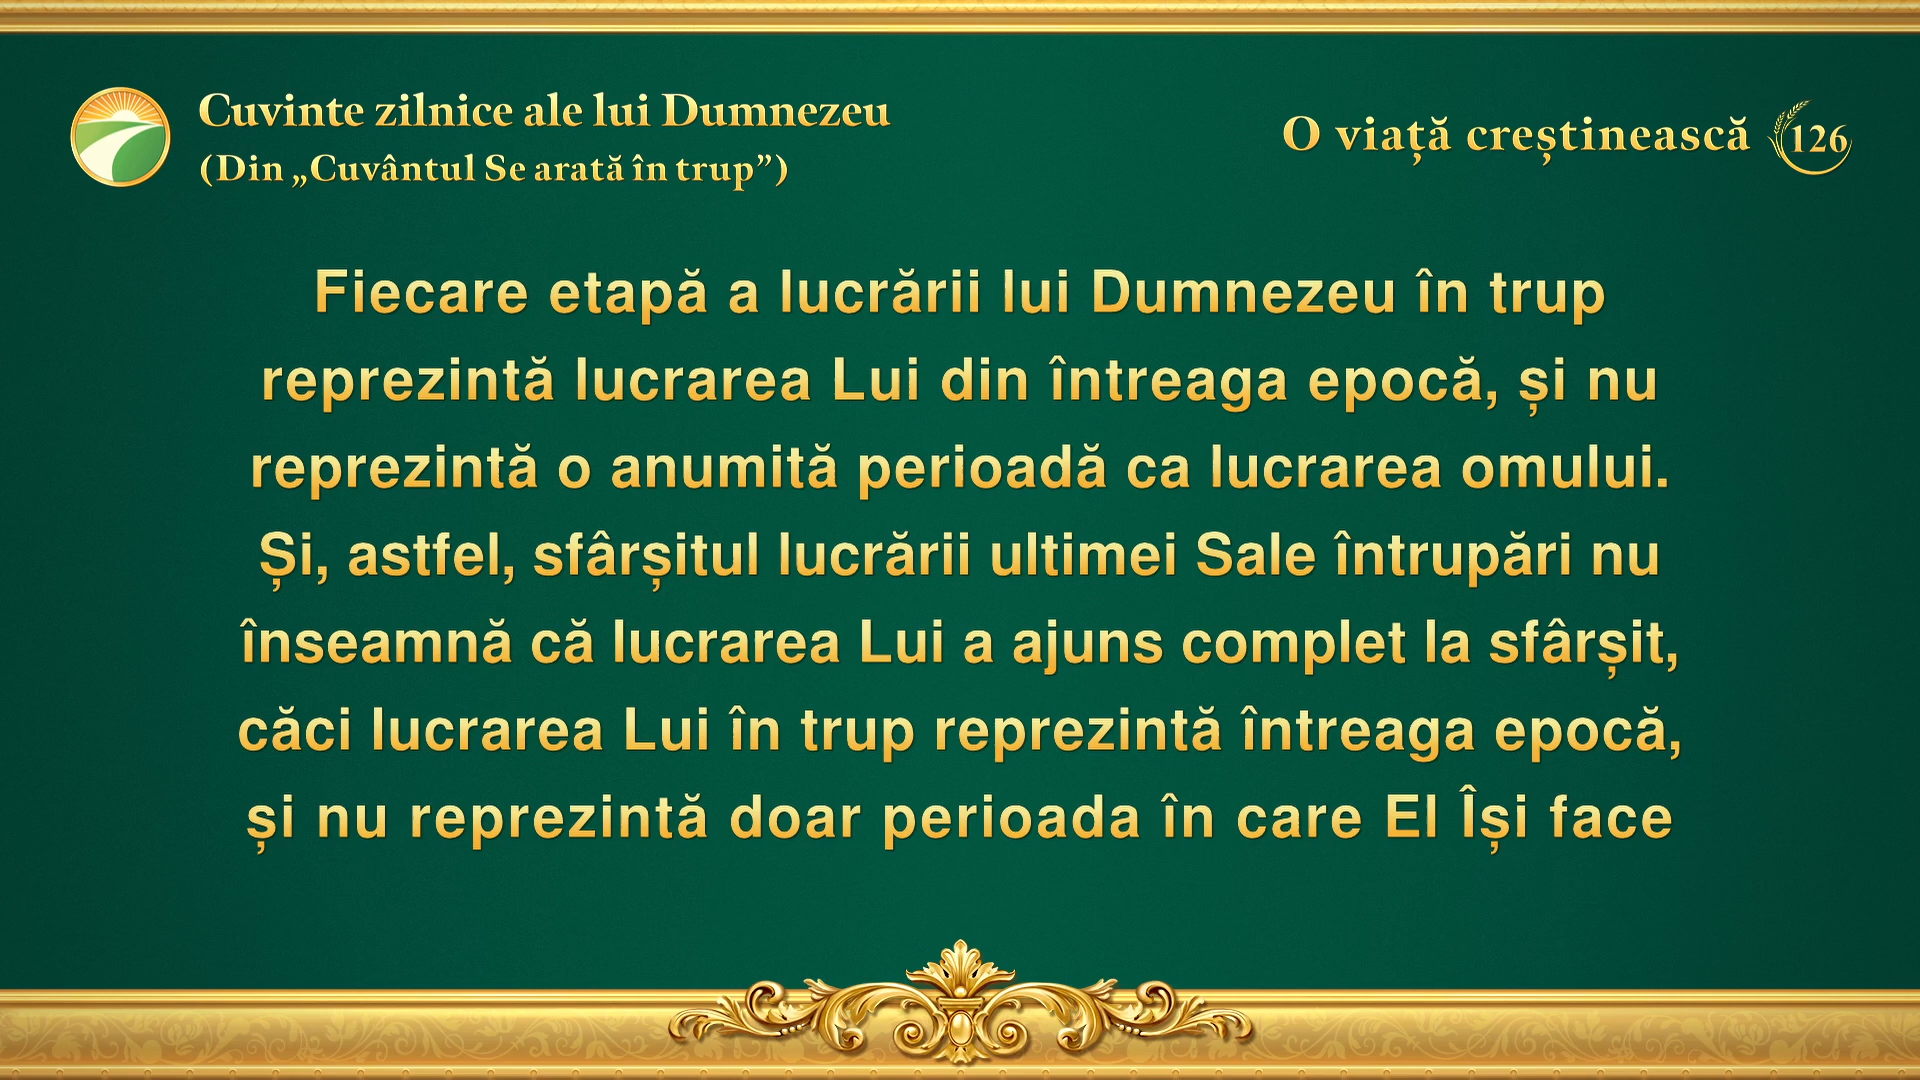 Cuvinte zilnice ale lui Dumnezeu
(Din „Cuvântul Se arată în trup”)
O viață creștinească 126
Fiecare etapă a lucrării lui Dumnezeu în trup
reprezintă lucrarea Lui din întreaga epocă, și nu
reprezintă o anumită perioadă ca lucrarea omului.
Și, astfel, sfârșitul lucrării ultimei Sale întrupări nu
înseamnă că lucrarea Lui a ajuns complet la sfârșit,
căci lucrarea Lui în trup reprezintă întreaga epocă,
și nu reprezintă doar perioada în care El Își face